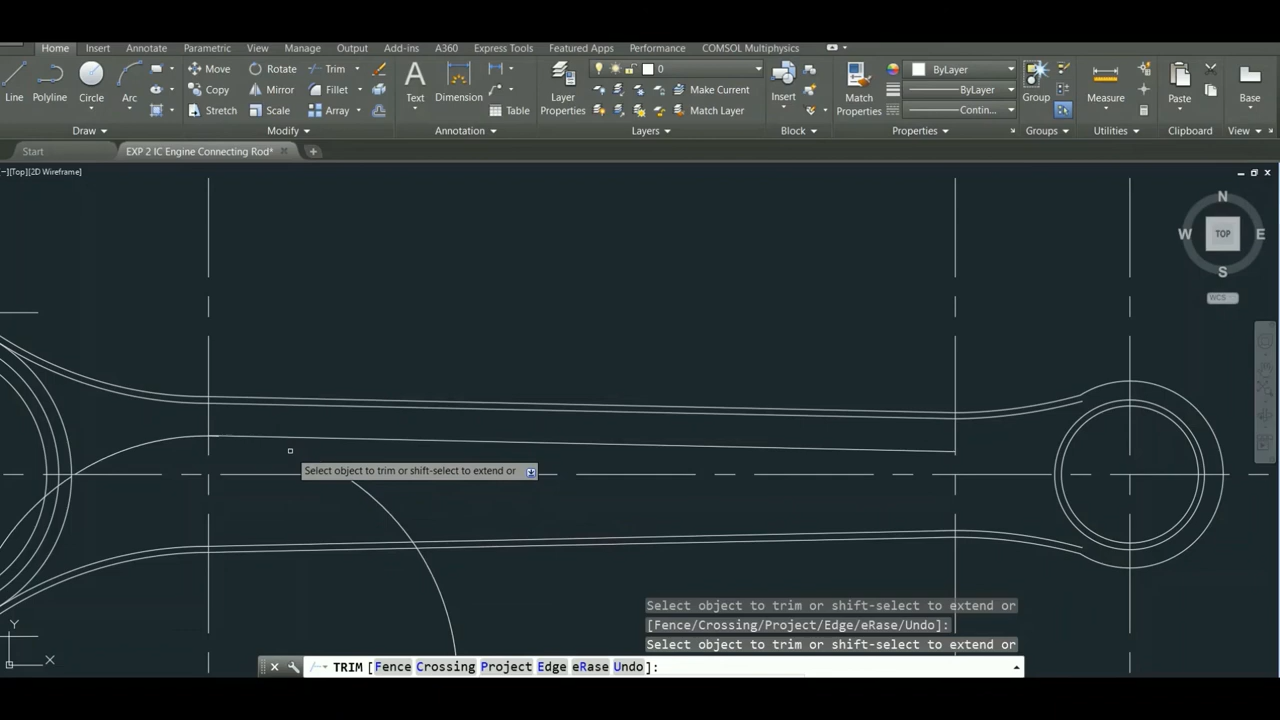 Home Insert Annotate Parametric View Manage Output Add-ins A360 Express Tools Featured Apps Performance COMSOL Multiphysics
Line Polyline Circle Arc
Move Rotate Trim
Copy Mirror Fillet
Stretch Scale Array
Text Dimension Table
Layer Properties
0
Make Current
Match Layer
Insert
Match Properties
ByLayer
ByLayer
Contin...
Group
Measure
Paste
Base
Draw Modify Annotation Layers Block Properties Groups Utilities Clipboard View
Start EXP 2 IC Engine Connecting Rod*
−][Top][2D Wireframe]
N
W TOP E
S
WCS
Select object to trim or shift-select to extend or
Select object to trim or shift-select to extend or
[Fence/Crossing/Project/Edge/eRase/Undo]:
Select object to trim or shift-select to extend or
Y
X
TRIM [Fence Crossing Project Edge eRase Undo]: